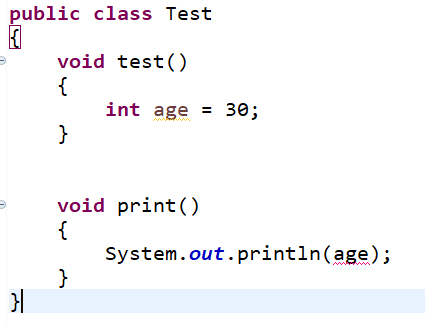 public class Test
{
    void test()
    {
        int age = 30;
    }
    void print()
    {
        System.out.println(age);
    }
}